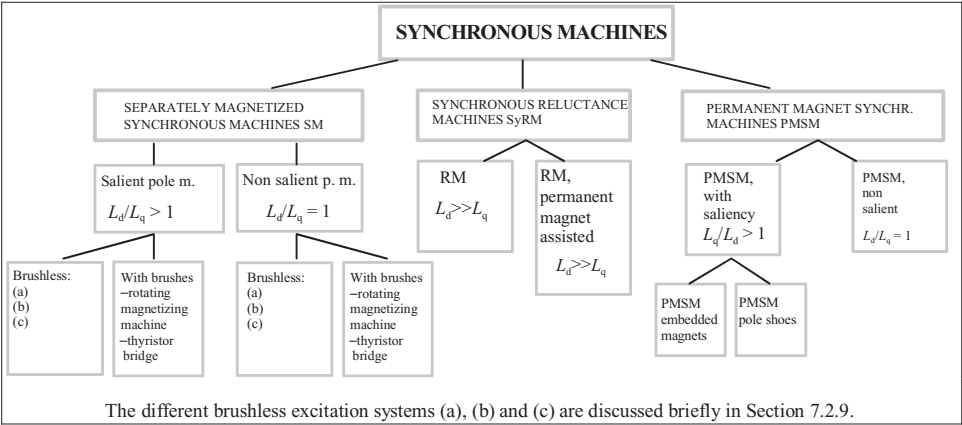 SYNCHRONOUS MACHINES
SEPARATELY MAGNETIZED
SYNCHRONOUS MACHINES SM
SYNCHRONOUS RELUCTANCE
MACHINES SyRM
PERMANENT MAGNET SYNCHR.
MACHINES PMSM
Salient pole m.
Ld/Lq > 1
Non salient p. m.
Ld/Lq = 1
RM
Ld>>Lq
RM,
permanent
magnet
assisted
Ld>>Lq
PMSM,
with
saliency
Lq/Ld > 1
PMSM,
non
salient
Ld/Lq = 1
Brushless:
(a)
(b)
(c)
With brushes
–rotating
magnetizing
machine
–thyristor
bridge
Brushless:
(a)
(b)
(c)
With brushes
–rotating
magnetizing
machine
–thyristor
bridge
PMSM
embedded
magnets
PMSM
pole shoes
The different brushless excitation systems (a), (b) and (c) are discussed briefly in Section 7.2.9.